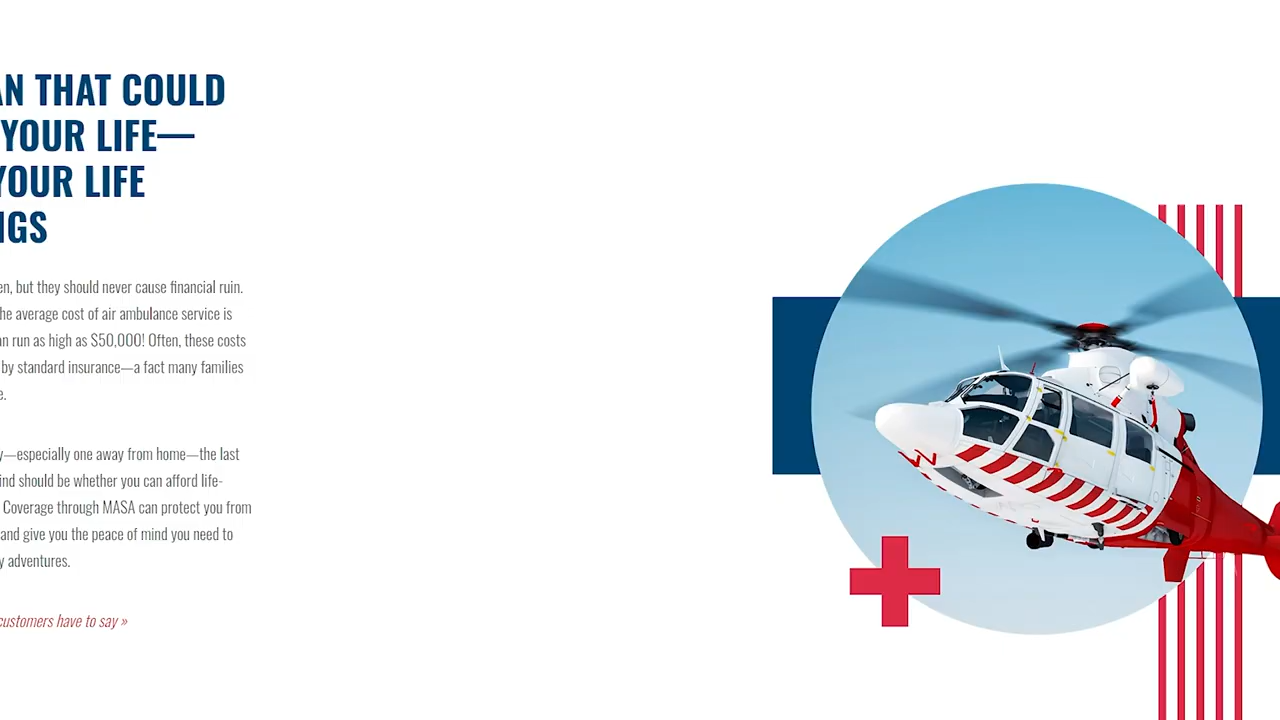 AN THAT COULD
YOUR LIFE—
YOUR LIFE
NGS
en, but they should never cause financial ruin.
he average cost of air ambulance service is
an run as high as $50,000! Often, these costs
by standard insurance—a fact many families
e.
y—especially one away from home—the last
ind should be whether you can afford life-
Coverage through MASA can protect you from
and give you the peace of mind you need to
y adventures.
customers have to say »